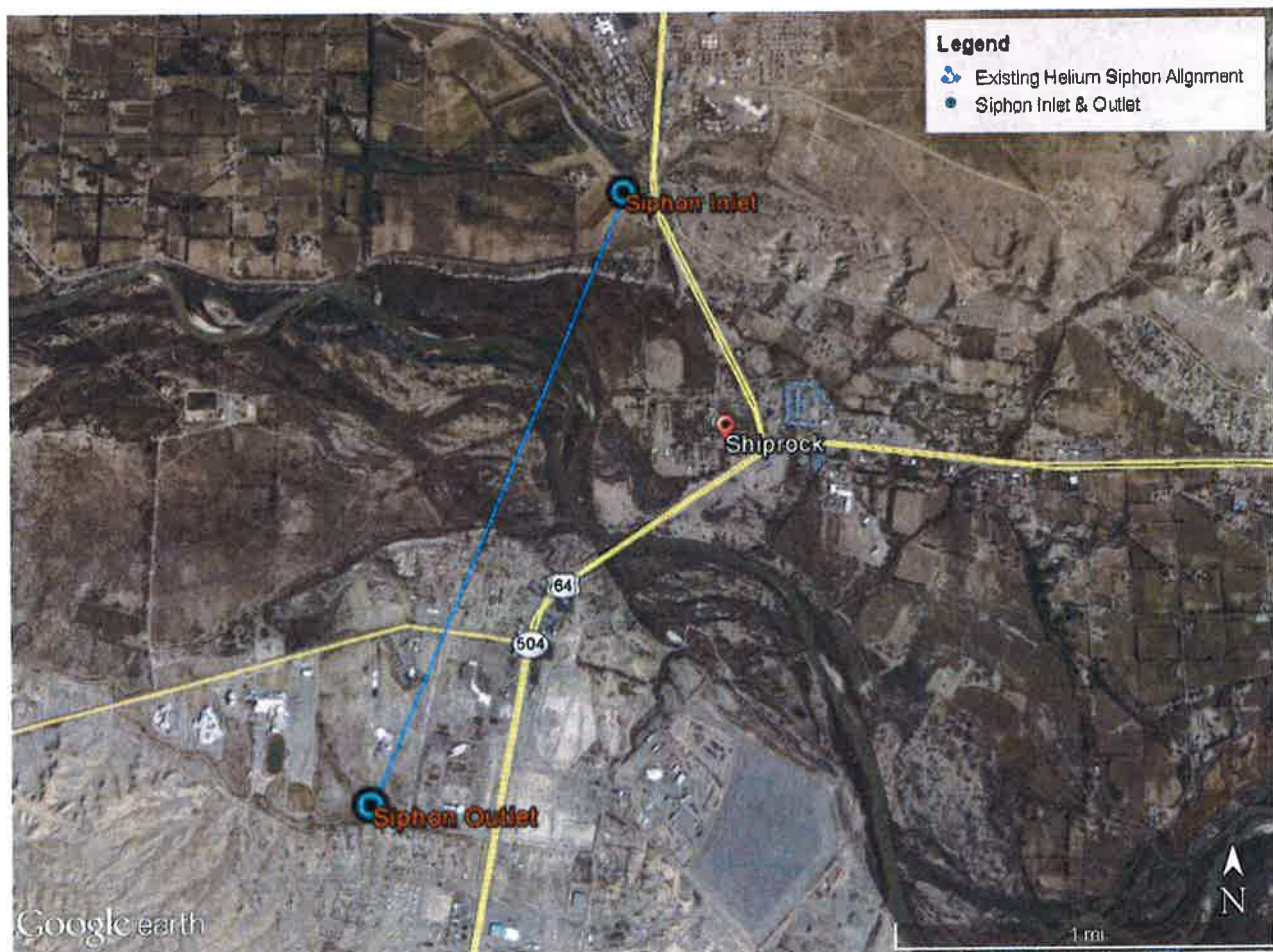 Legend
Existing Helium Siphon Alignment
Siphon Inlet & Outlet
Siphon Inlet
Shiprock
64
504
Siphon Outlet
N
Google earth
1 mi